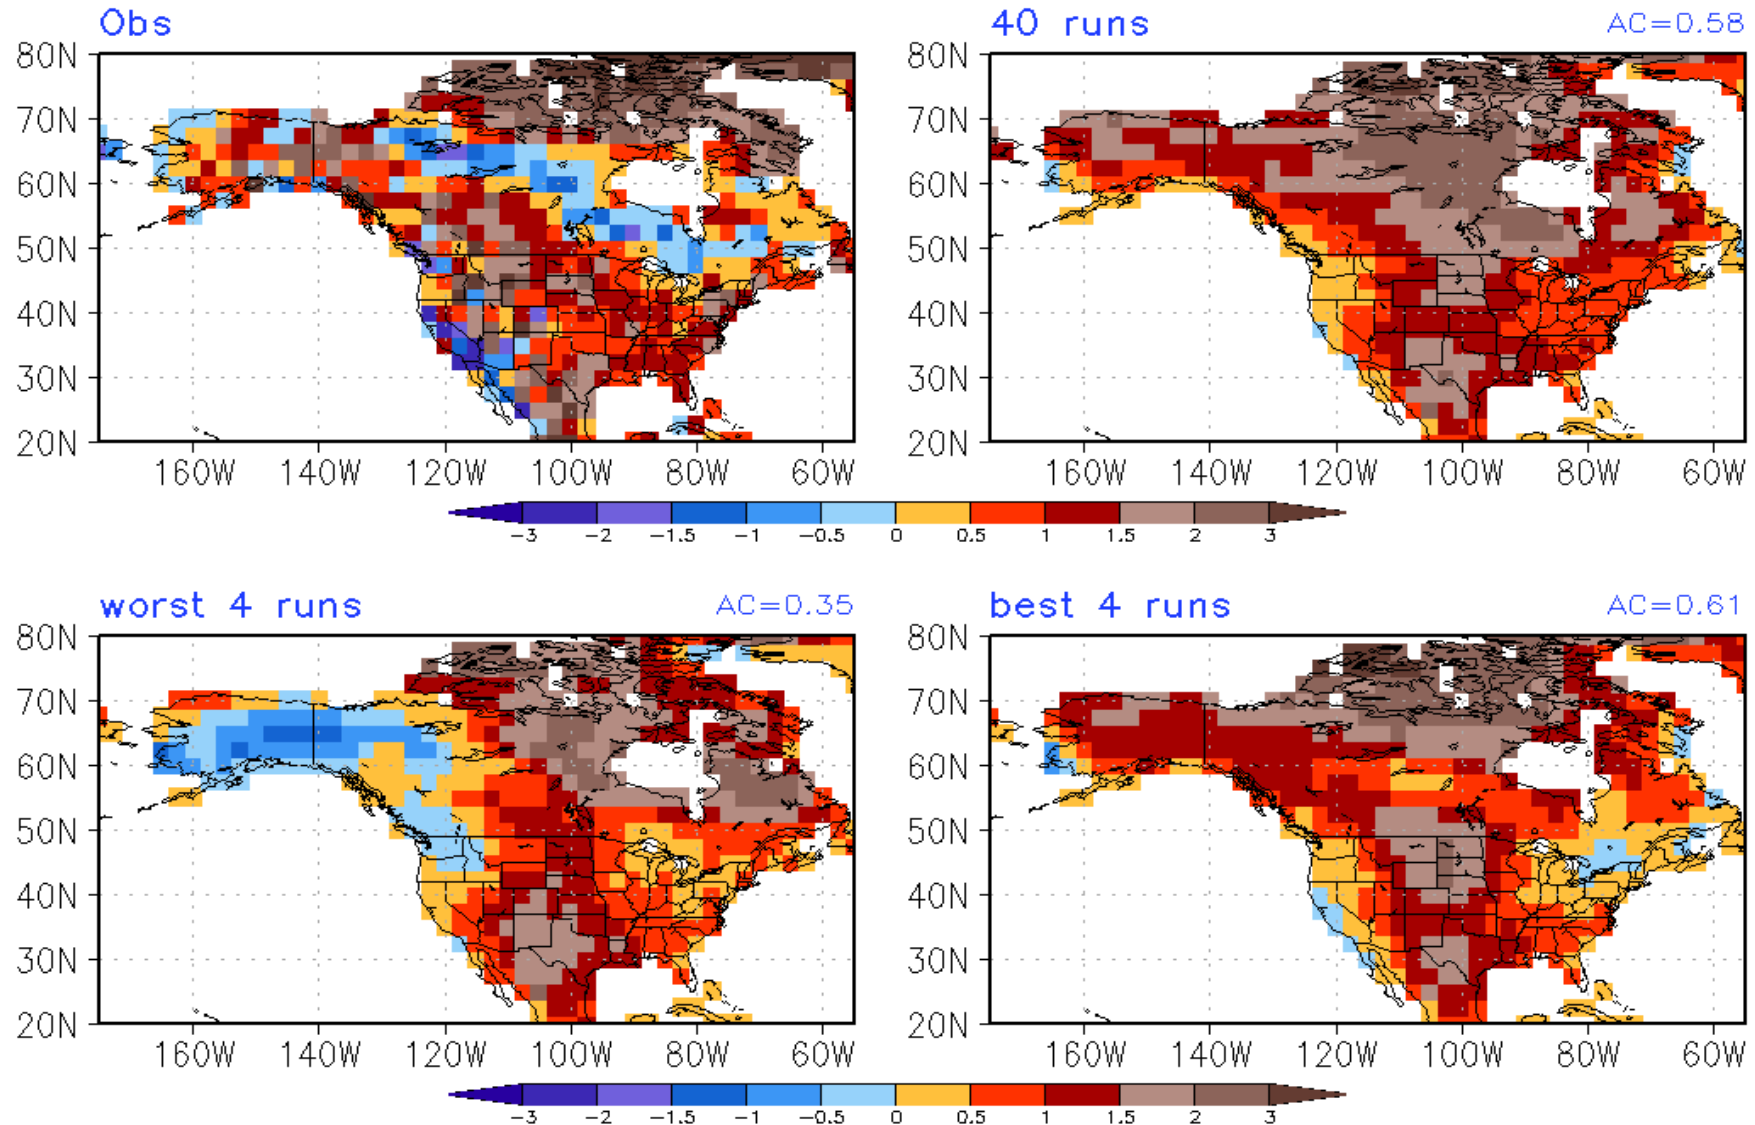 Obs
40 runs AC=0.58
80N 80N
70N 70N
60N 60N
50N 50N
40N 40N
30N 30N
20N 20N
160W 140W 120W 100W 80W 60W 160W 140W 120W 100W 80W 60W
-3 -2 -1.5 -1 -0.5 0 0.5 1 1.5 2 3
worst 4 runs AC=0.35
best 4 runs AC=0.61
80N 80N
70N 70N
60N 60N
50N 50N
40N 40N
30N 30N
20N 20N
160W 140W 120W 100W 80W 60W 160W 140W 120W 100W 80W 60W
-3 -2 -1.5 -1 -0.5 0 0.5 1 1.5 2 3